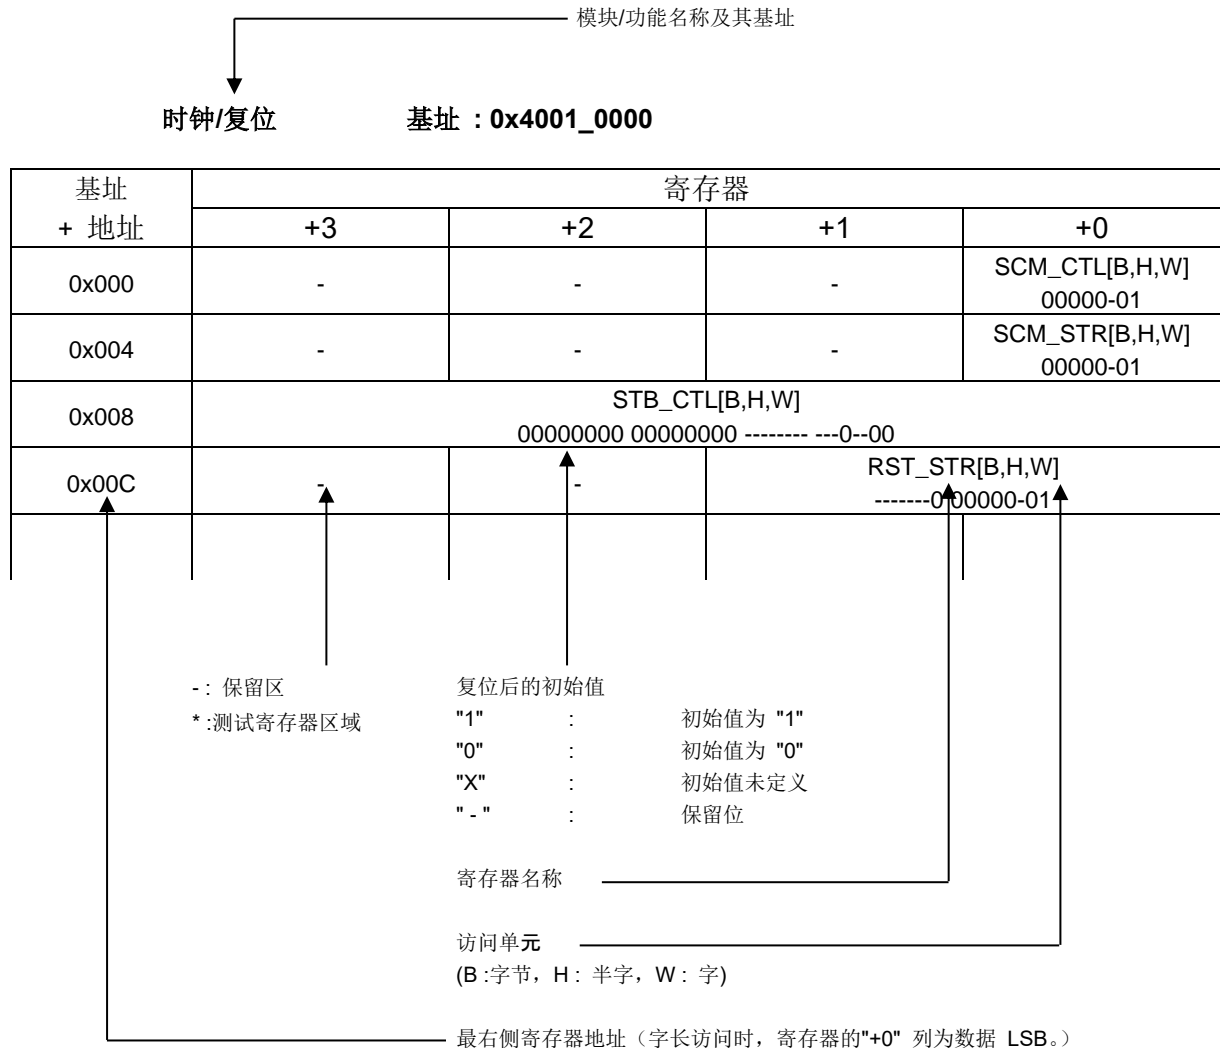 模块/功能名称及其基址
时钟/复位 基址 : 0x4001_0000
基址 寄存器
+ 地址 +3 +2 +1 +0
0x000 - - - SCM_CTL[B,H,W]
00000-01
0x004 - - - SCM_STR[B,H,W]
00000-01
0x008 STB_CTL[B,H,W]
00000000 00000000 -------- ---0--00
0x00C - - RST_STR[B,H,W]
-------0 00000-01
- : 保留区
* :测试寄存器区域
复位后的初始值
"1" : 初始值为 "1"
"0" : 初始值为 "0"
"X" : 初始值未定义
" - " : 保留位
寄存器名称
访问单元
(B :字节，H : 半字，W : 字)
最右侧寄存器地址（字长访问时，寄存器的"+0" 列为数据 LSB。）